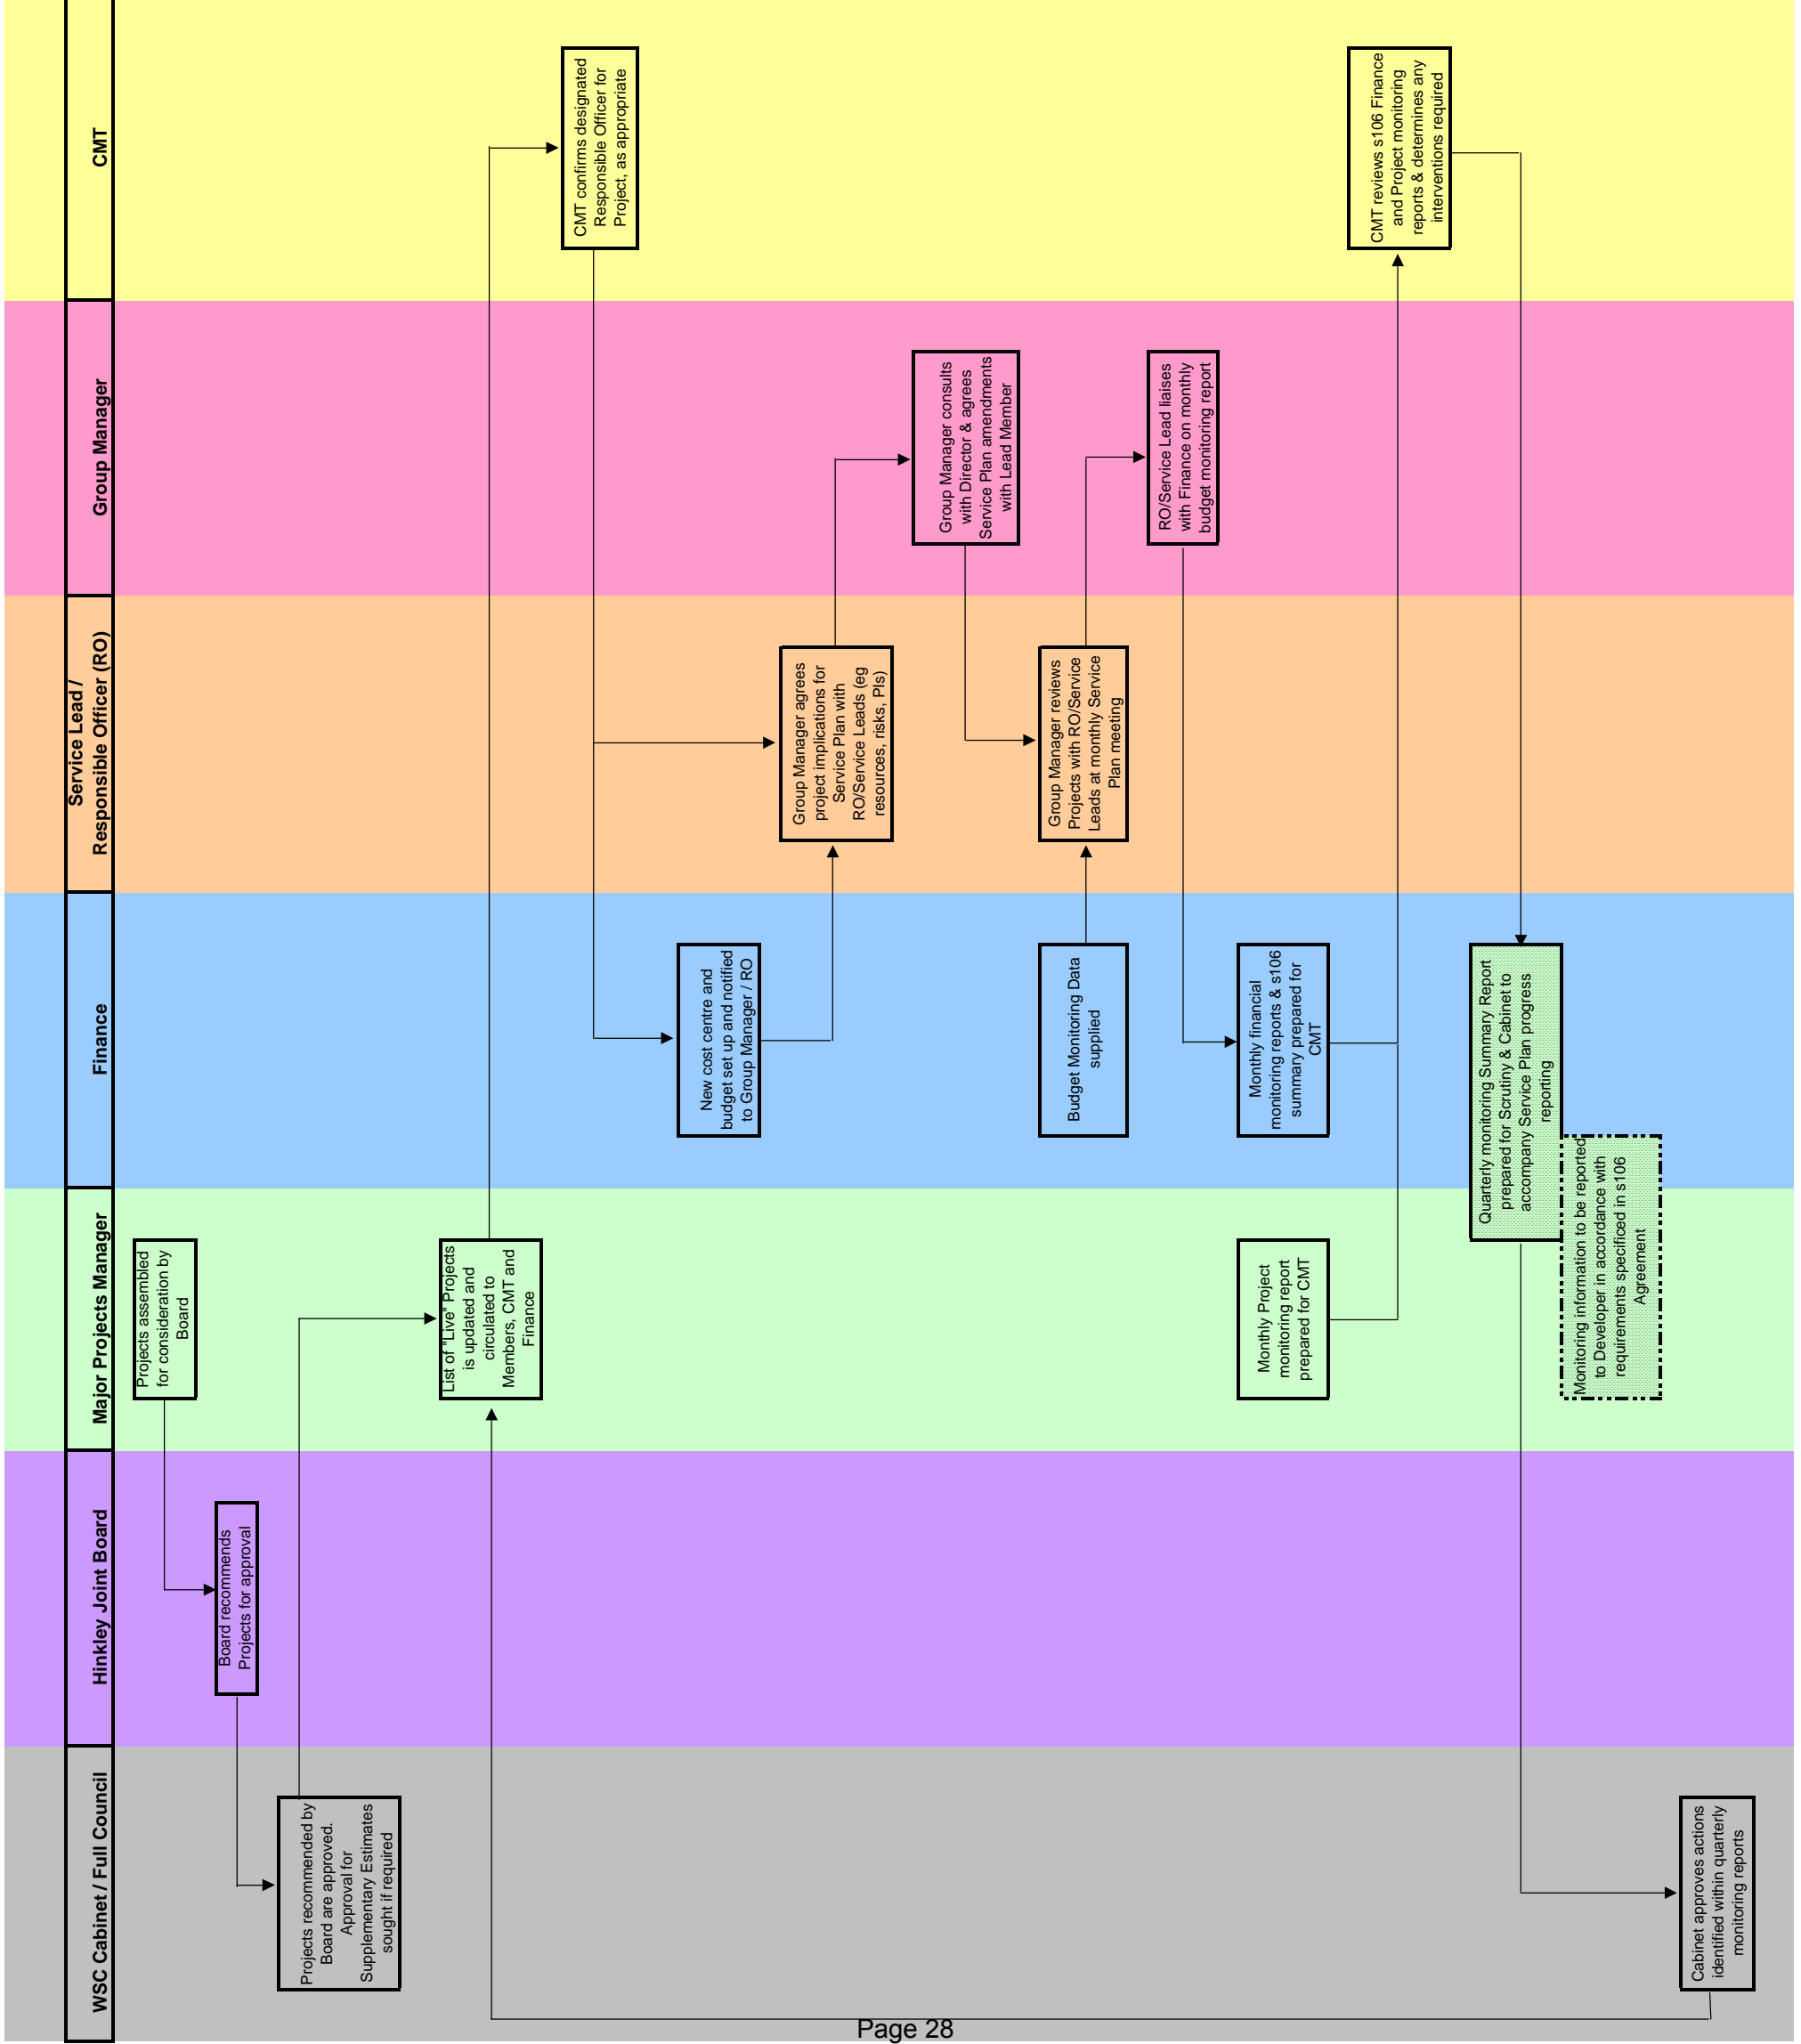 WSC Cabinet / Full Council
Hinkley Joint Board
Major Projects Manager
Finance
Service Lead /
Responsible Officer (RO)
Group Manager
CMT
Projects assembled
for consideration by
Board
Board recommends
Projects for approval
Projects recommended by
Board are approved.
Approval for
Supplementary Estimates
sought if required
List of "Live" Projects
is updated and
circulated to
Members, CMT and
Finance
CMT confirms designated
Responsible Officer for
Project, as appropriate
New cost centre and
budget set up and notified
to Group Manager / RO
Group Manager agrees
project implications for
Service Plan with
RO/Service Leads (eg
resources, risks, PIs)
Group Manager consults
with Director & agrees
Service Plan amendments
with Lead Member
Budget Monitoring Data
supplied
Group Manager reviews
Projects with RO/Service
Leads at monthly Service
Plan meeting
RO/Service Lead liaises
with Finance on monthly
budget monitoring report
Monthly Project
monitoring report
prepared for CMT
Monthly financial
monitoring reports & s106
summary prepared for
CMT
CMT reviews s106 Finance
and Project monitoring
reports & determines any
interventions required
Quarterly monitoring Summary Report
prepared for Scrutiny & Cabinet to
accompany Service Plan progress
reporting
Monitoring information to be reported
to Developer in accordance with
requirements specificed in s106
Agreement
Cabinet approves actions
identified within quarterly
monitoring reports
Page 28